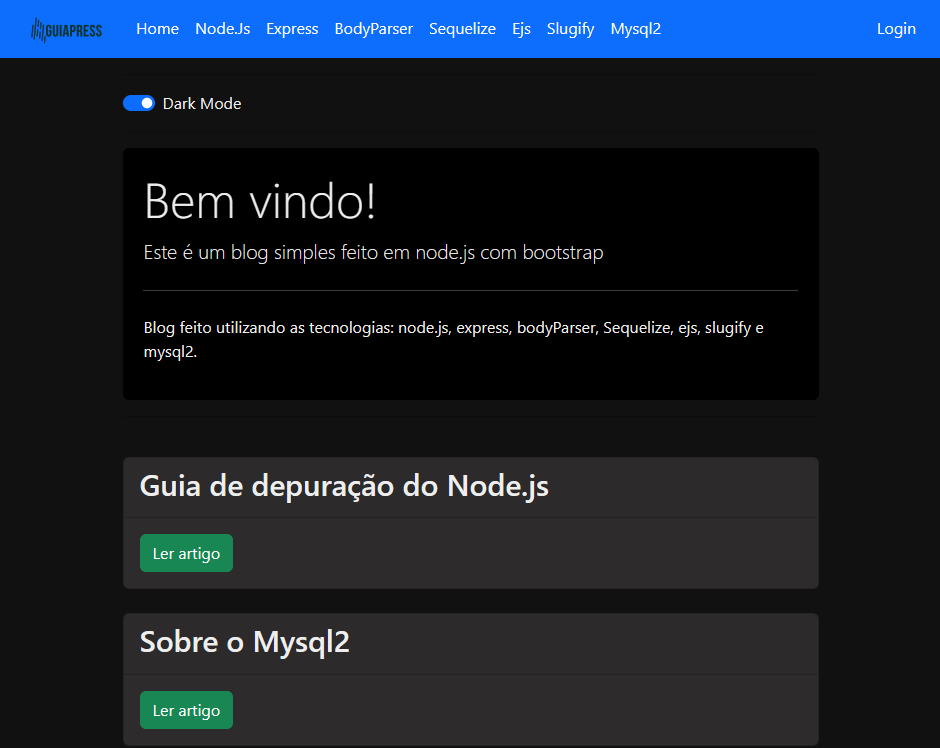 GUIAPRESS Home Node.Js Express BodyParser Sequelize Ejs Slugify Mysql2 Login
Dark Mode
Bem vindo!
Este é um blog simples feito em node.js com bootstrap
Blog feito utilizando as tecnologias: node.js, express, bodyParser, Sequelize, ejs, slugify e
mysql2.
Guia de depuração do Node.js
Ler artigo
Sobre o Mysql2
Ler artigo